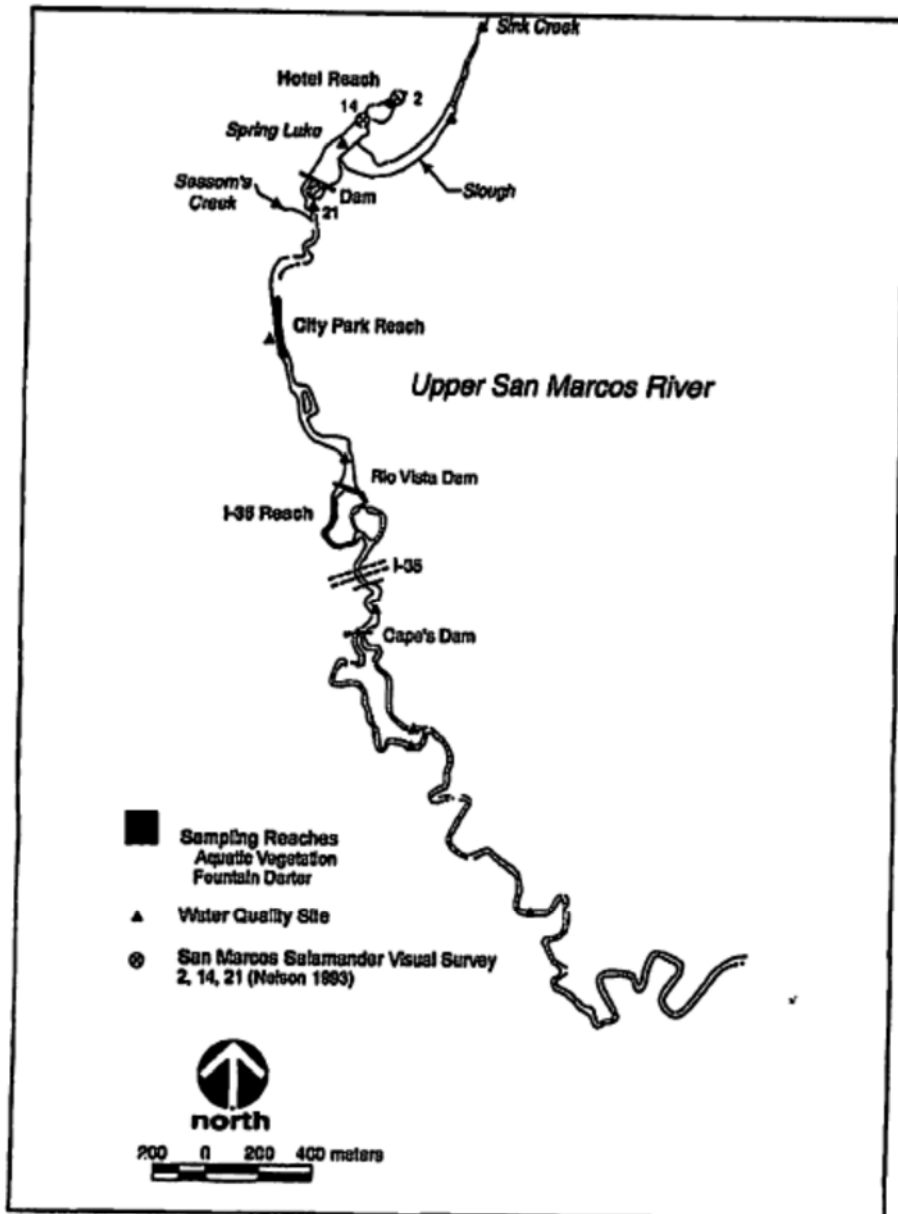 Sink Creek
Hotel Reach
2
14
Spring Lake
Slough
Sessom's
Creek
Dam
21
City Park Reach
Upper San Marcos River
Rio Vista Dam
I-35 Reach
I-35
Cape's Dam
Sampling Reaches
Aquatic Vegetation
Fountain Darter
Water Quality Site
San Marcos Salamander Visual Survey
2, 14, 21 (Nelson 1993)
north
200 0 200 400 meters